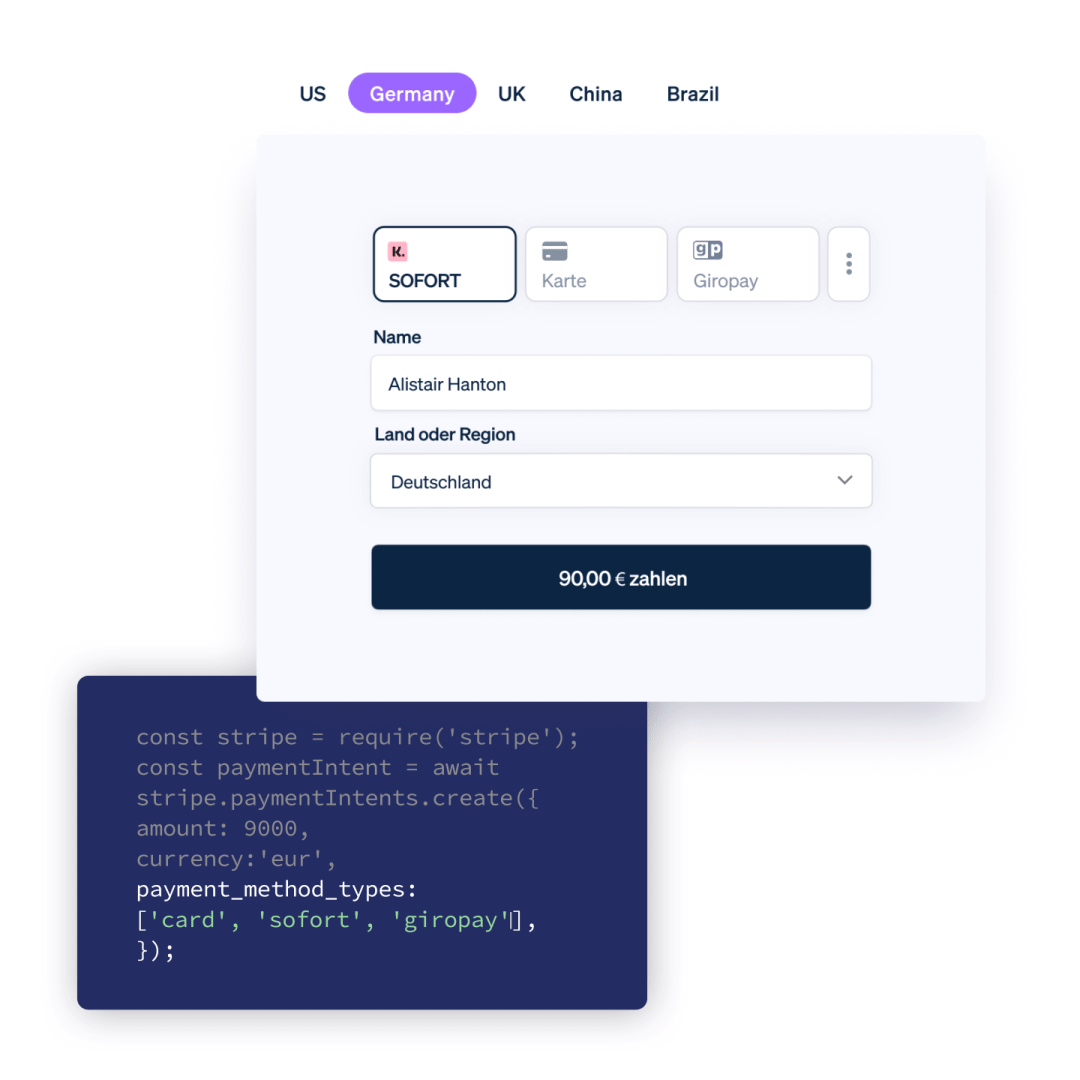 US Germany UK China Brazil
K.
SOFORT
Karte
gp
Giropay
Name
Alistair Hanton
Land oder Region
Deutschland
90,00 € zahlen
const stripe = require('stripe');
const paymentIntent = await
stripe.paymentIntents.create({
amount: 9000,
currency:'eur',
payment_method_types:
['card', 'sofort', 'giropay'],
});